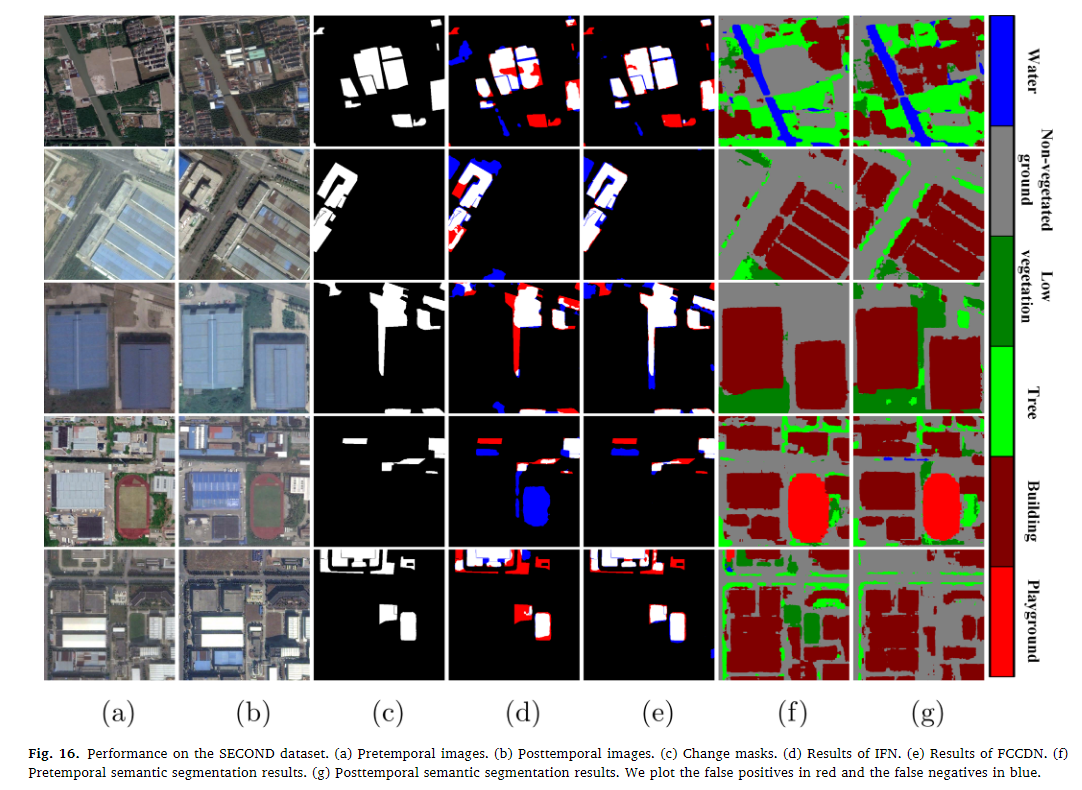 Water
Non-vegetated
ground
Low
vegetation
Tree
Building
Playground
(a) (b) (c) (d) (e) (f) (g)
Fig. 16. Performance on the SECOND dataset. (a) Pretemporal images. (b) Posttemporal images. (c) Change masks. (d) Results of IFN. (e) Results of FCCDN. (f)
Pretemporal semantic segmentation results. (g) Posttemporal semantic segmentation results. We plot the false positives in red and the false negatives in blue.